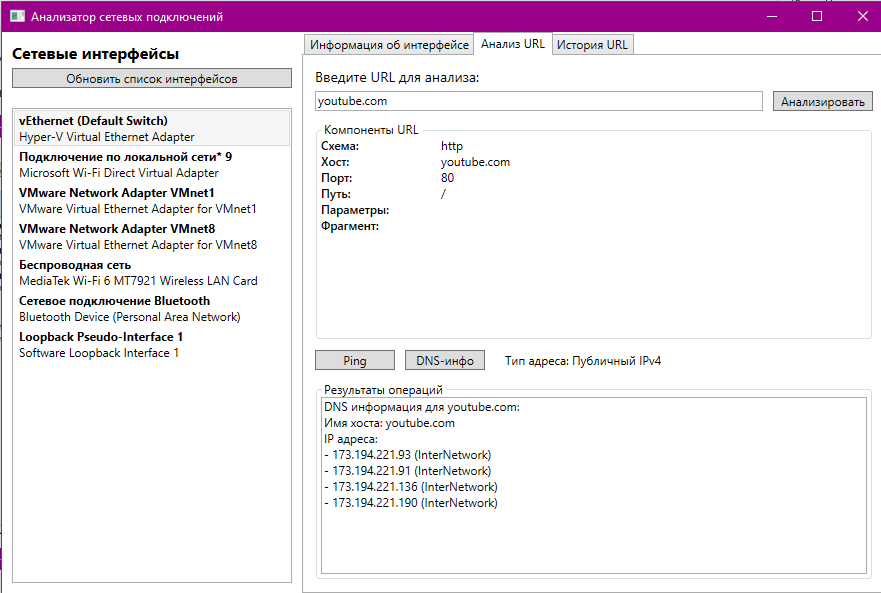 Анализатор сетевых подключений
Сетевые интерфейсы
Обновить список интерфейсов
vEthernet (Default Switch)
Hyper-V Virtual Ethernet Adapter
Подключение по локальной сети* 9
Microsoft Wi-Fi Direct Virtual Adapter
VMware Network Adapter VMnet1
VMware Virtual Ethernet Adapter for VMnet1
VMware Network Adapter VMnet8
VMware Virtual Ethernet Adapter for VMnet8
Беспроводная сеть
MediaTek Wi-Fi 6 MT7921 Wireless LAN Card
Сетевое подключение Bluetooth
Bluetooth Device (Personal Area Network)
Loopback Pseudo-Interface 1
Software Loopback Interface 1
Информация об интерфейсе Анализ URL История URL
Введите URL для анализа:
youtube.com Анализировать
Компоненты URL
Схема: http
Хост: youtube.com
Порт: 80
Путь: /
Параметры:
Фрагмент:
Ping DNS-инфо Тип адреса: Публичный IPv4
Результаты операций
DNS информация для youtube.com:
Имя хоста: youtube.com
IP адреса:
- 173.194.221.93 (InterNetwork)
- 173.194.221.91 (InterNetwork)
- 173.194.221.136 (InterNetwork)
- 173.194.221.190 (InterNetwork)